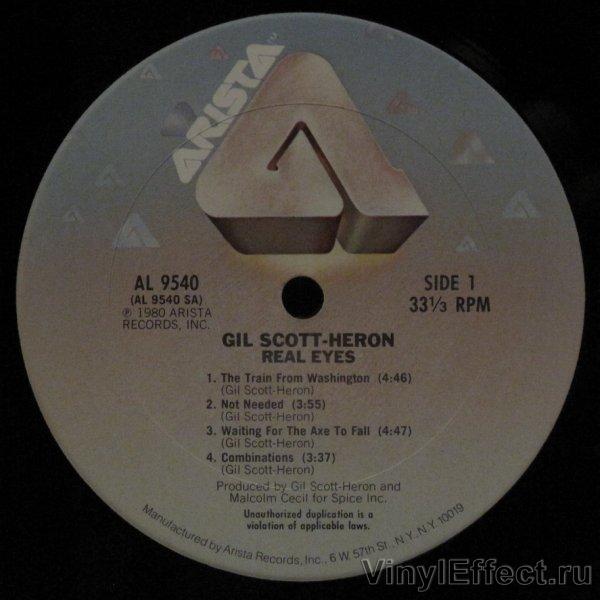 ARISTA
AL 9540
(AL 9540 SA)
℗ 1980 ARISTA
RECORDS, INC.
SIDE 1
33⅓ RPM
GIL SCOTT-HERON
REAL EYES
1. The Train From Washington (4:46)
(Gil Scott-Heron)
2. Not Needed (3:55)
(Gil Scott-Heron)
3. Waiting For The Axe To Fall (4:47)
(Gil Scott-Heron)
4. Combinations (3:37)
(Gil Scott-Heron)
Produced by Gil Scott-Heron and
Malcolm Cecil for Spice Inc.
Unauthorized duplication is a
violation of applicable laws.
Manufactured by Arista Records, Inc., 6 W. 57th St., N.Y., N.Y. 10019
VinylEffect.ru